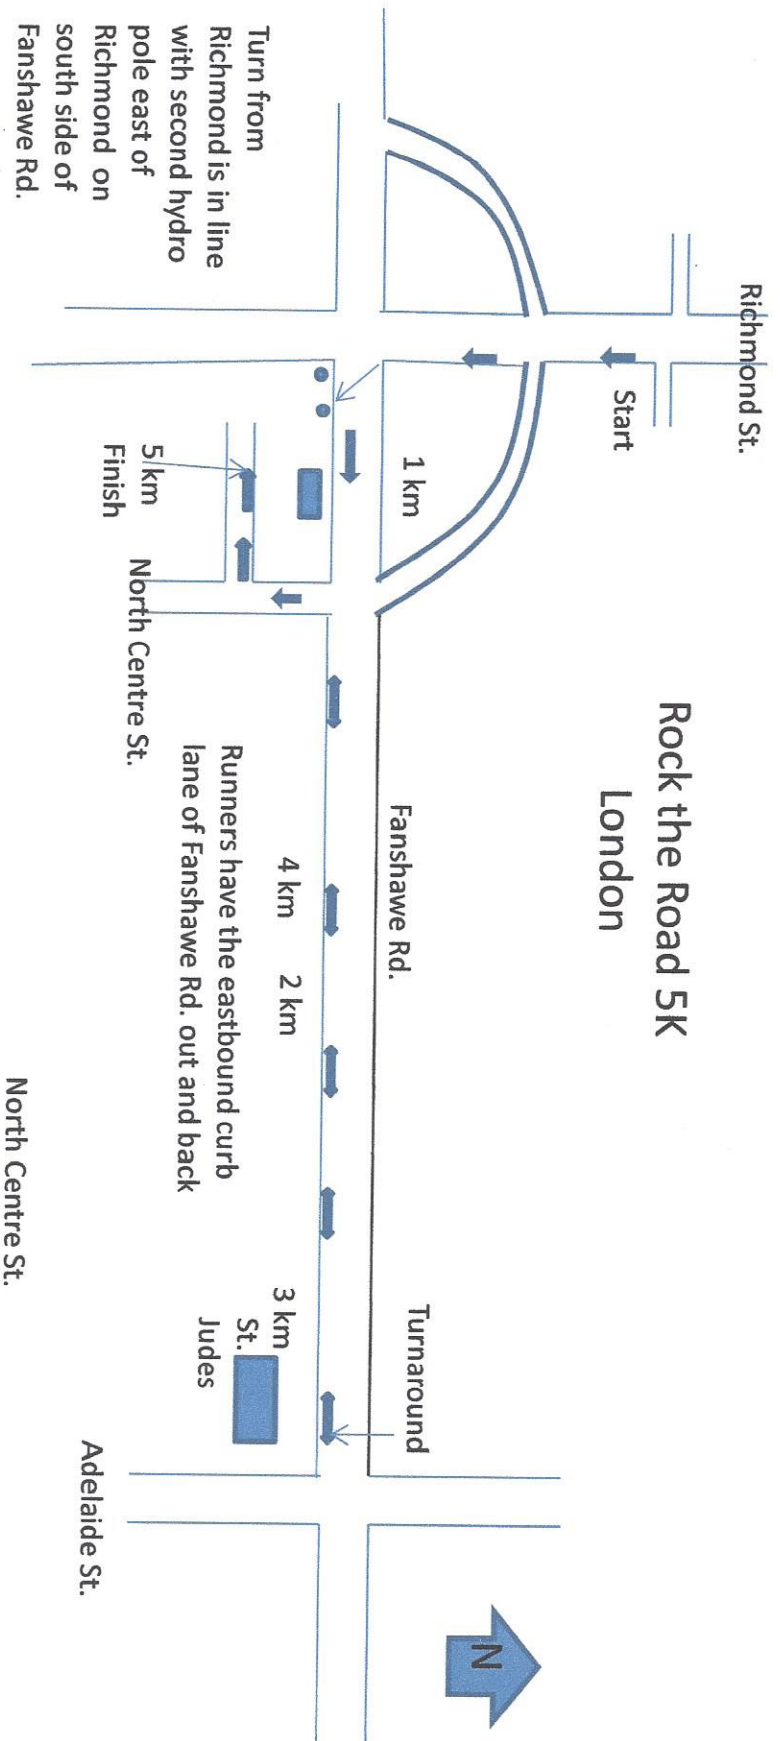 Rock the Road 5K
London
Richmond St.
Start
1 km
Fanshawe Rd.
Turnaround
N
Turn from
Richmond is in line
with second hydro
pole east of
Richmond on
south side of
Fanshawe Rd.
5 km
Finish
North Centre St.
4 km
2 km
3 km
St.
Judes
Runners have the eastbound curb
lane of Fanshawe Rd. out and back
Adelaide St.
North Centre St.